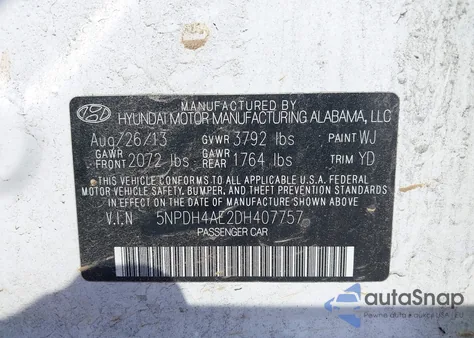 MANUFACTURED BY
HYUNDAI MOTOR MANUFACTURING ALABAMA, LLC
Aug/26/13 GVWR 3792 lbs PAINT WJ
GAWR FRONT 2072 lbs GAWR REAR 1764 lbs TRIM YD
THIS VEHICLE CONFORMS TO ALL APPLICABLE U.S.A FEDERAL
MOTOR VEHICLE SAFETY, BUMPER, AND THEFT PREVENTION
STANDARDS IN EFFECT ON THE DATE OF MANUFACTURE SHOWN ABOVE.
V.I.N 5NPDH4AE2DH407757
PASSENGER CAR
autoSnap